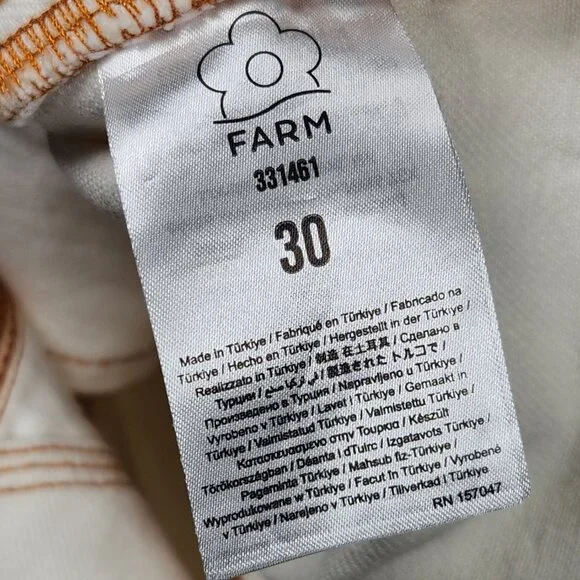 FARM
331461
30
Made in Türkiye / Fabriqué en Türkiye / Fabricado na
Türkiye / Hecho en Türkiye / Hergestellt in der Türkiye /
Realizzato in Türkiye / 制造 在土耳其 / Сделано в
Турции / / 製造された トルコで /
Произведено в Турция / Napravljeno u Türkiye /
Vyrobeno v Türkiye / Lavet i Türkiye / Gemaakt in
Türkiye / Valmistatud Türkiye / Valmistettu Türkiye /
Κατασκευασμένο στην Τουρκία / Készült
Törökországban / Déanta i dTuirc / Izgatavots Türkiye /
Pagaminta Türkiye / Mahsub fiz-Türkiye /
Wyprodukowane w Türkiye / Facut în Türkiye / Vyrobené
v Türkiye / Narejeno v Türkiye / Tillverkad i Türkiye
RN 157047